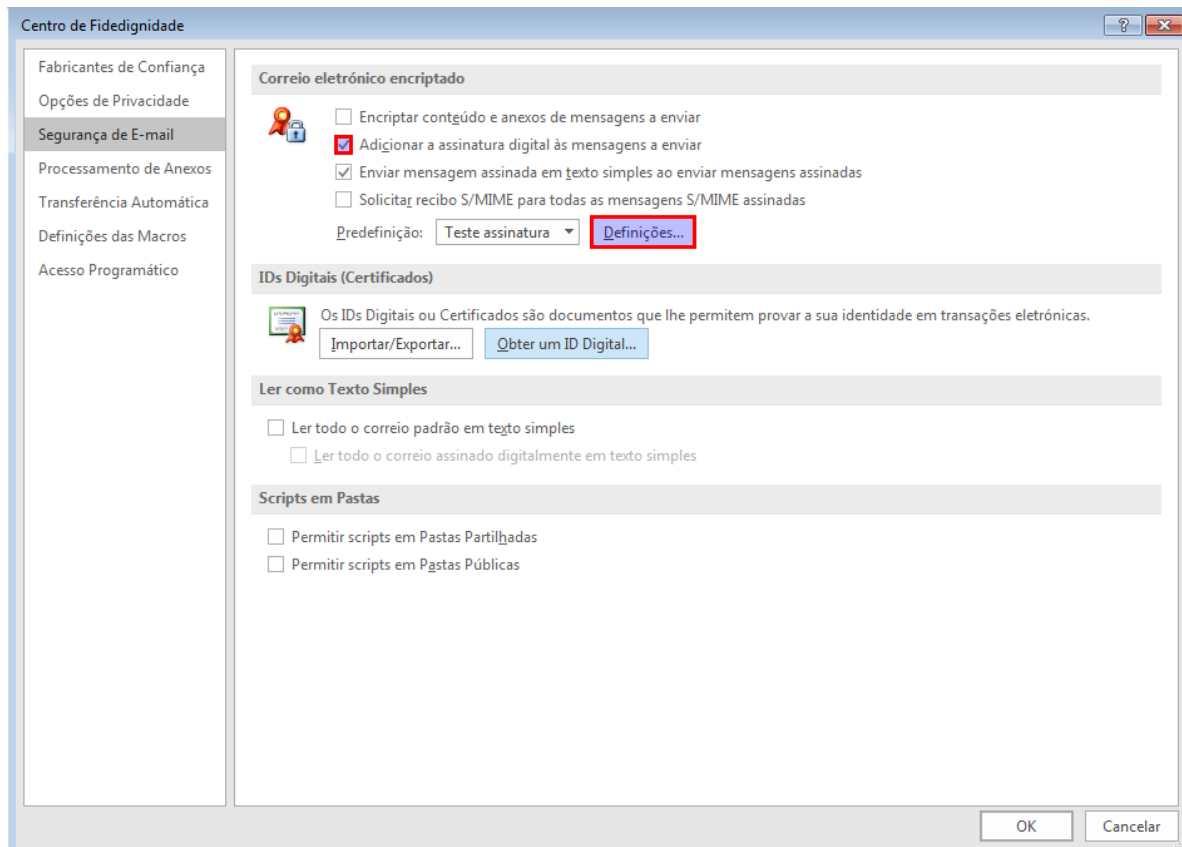 Centro de Fidedignidade
Fabricantes de Confiança
Opções de Privacidade
Segurança de E-mail
Processamento de Anexos
Transferência Automática
Definições das Macros
Acesso Programático
Correio eletrónico encriptado
Encriptar conteúdo e anexos de mensagens a enviar
Adicionar a assinatura digital às mensagens a enviar
Enviar mensagem assinada em texto simples ao enviar mensagens assinadas
Solicitar recibo S/MIME para todas as mensagens S/MIME assinadas
Predefinição: Teste assinatura Definições...
IDs Digitais (Certificados)
Os IDs Digitais ou Certificados são documentos que lhe permitem provar a sua identidade em transações eletrónicas.
Importar/Exportar... Obter um ID Digital...
Ler como Texto Simples
Ler todo o correio padrão em texto simples
Ler todo o correio assinado digitalmente em texto simples
Scripts em Pastas
Permitir scripts em Pastas Partilhadas
Permitir scripts em Pastas Públicas
OK Cancelar